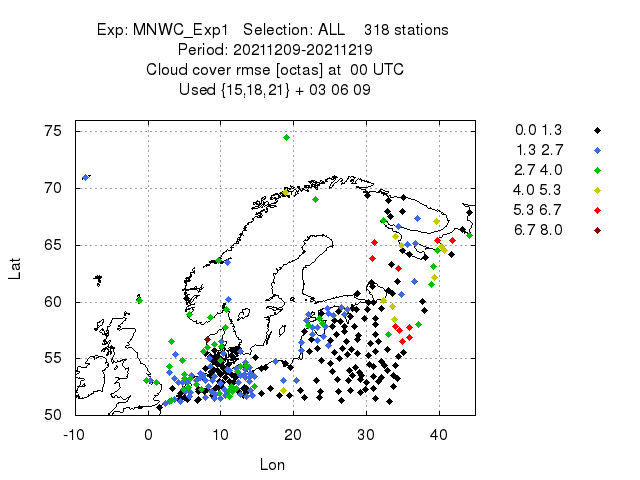 Exp: MNWC_Exp1 Selection: ALL 318 stations
Period: 20211209-20211219
Cloud cover rmse [octas] at 00 UTC
Used {15,18,21} + 03 06 09
75
70
65
60
55
50
Lat
-10 0 10 20 30 40
Lon
0.0 1.3
1.3 2.7
2.7 4.0
4.0 5.3
5.3 6.7
6.7 8.0